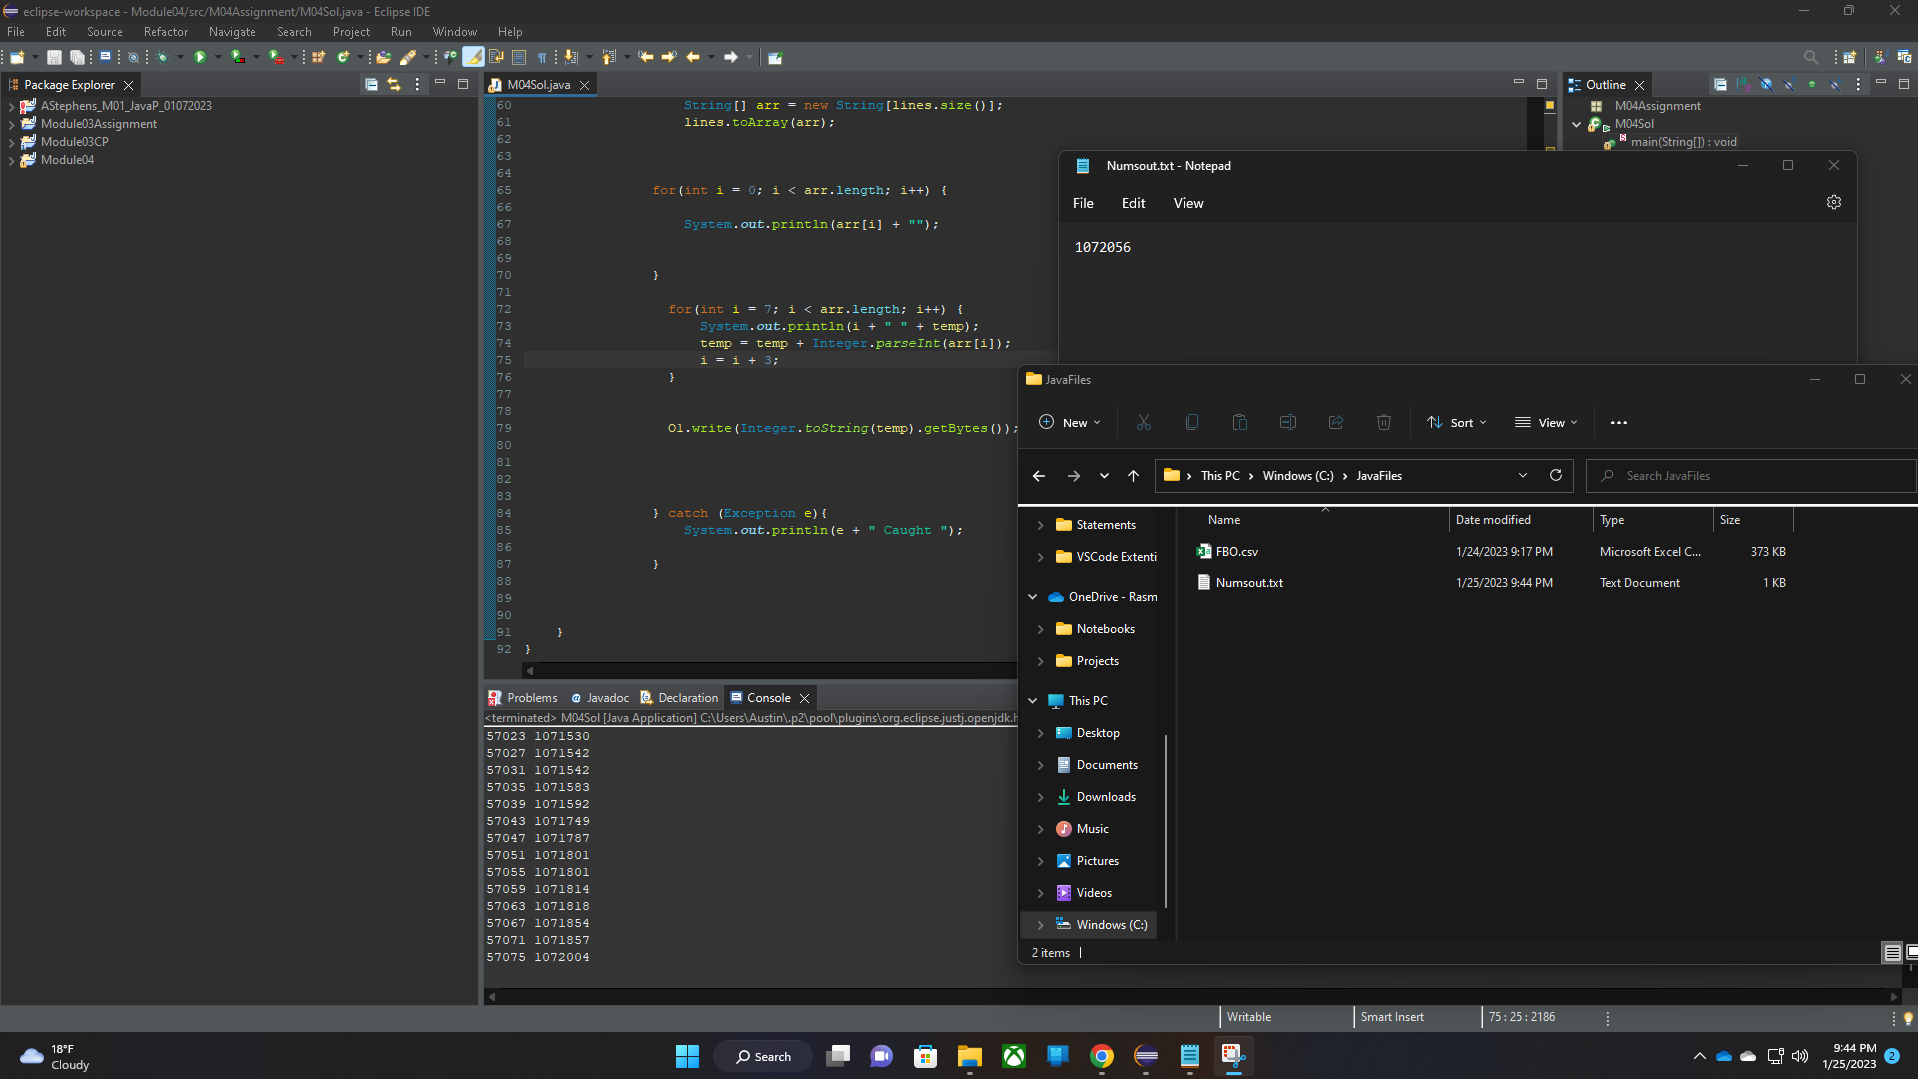 eclipse-workspace - Module04/src/M04Assignment/M04Sol.java - Eclipse IDE
File Edit Source Refactor Navigate Search Project Run Window Help
Package Explorer
AStephens_M01_JavaP_01072023
Module03Assignment
Module03CP
Module04
M04Sol.java
60 String[] arr = new String[lines.size()];
61 lines.toArray(arr);
62
63
64
65 for(int i = 0; i < arr.length; i++) {
66
67 System.out.println(arr[i] + "");
68
69
70 }
71
72 for(int i = 7; i < arr.length; i++) {
73 System.out.println(i + " " + temp);
74 temp = temp + Integer.parseInt(arr[i]);
75 i = i + 3;
76 }
77
78
79 O1.write(Integer.toString(temp).getBytes());
80
81
82
83
84 } catch (Exception e){
85 System.out.println(e + " Caught ");
86
87 }
88
89
90
91 }
92 }
Outline
M04Assignment
M04Sol
main(String[]) : void
Numsout.txt - Notepad
File Edit View
1072056
JavaFiles
New Sort View
This PC Windows (C:) JavaFiles
Search JavaFiles
Name Date modified Type Size
FBO.csv 1/24/2023 9:17 PM Microsoft Excel C... 373 KB
Numsout.txt 1/25/2023 9:44 PM Text Document 1 KB
Statements
VSCode Extenti
OneDrive - Rasm
Notebooks
Projects
This PC
Desktop
Documents
Downloads
Music
Pictures
Videos
Windows (C:)
2 items
Problems Javadoc Declaration Console
<terminated> M04Sol [Java Application] C:\Users\Austin\.p2\pool\plugins\org.eclipse.justj.openjdk.h
57023 1071530
57027 1071542
57031 1071542
57035 1071583
57039 1071592
57043 1071749
57047 1071787
57051 1071801
57055 1071801
57059 1071814
57063 1071818
57067 1071854
57071 1071857
57075 1072004
Writable Smart Insert 75 : 25 : 2186
18°F
Cloudy
Search
9:44 PM
1/25/2023
2